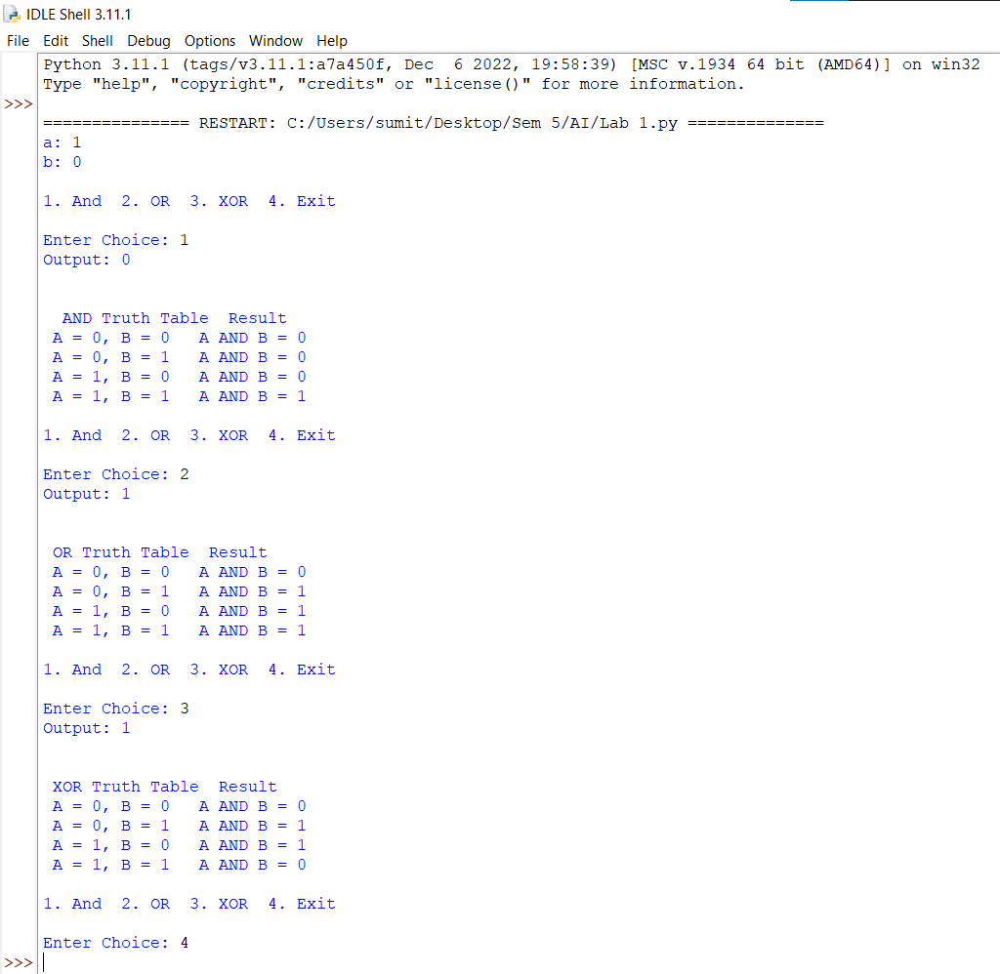 IDLE Shell 3.11.1
File Edit Shell Debug Options Window Help
Python 3.11.1 (tags/v3.11.1:a7a450f, Dec  6 2022, 19:58:39) [MSC v.1934 64 bit (AMD64)] on win32
Type "help", "copyright", "credits" or "license()" for more information.
>>>
=============== RESTART: C:/Users/sumit/Desktop/Sem 5/AI/Lab 1.py ==============
a: 1
b: 0
1. And  2. OR  3. XOR  4. Exit
Enter Choice: 1
Output: 0
AND Truth Table  Result
A = 0, B = 0   A AND B = 0
A = 0, B = 1   A AND B = 0
A = 1, B = 0   A AND B = 0
A = 1, B = 1   A AND B = 1
1. And  2. OR  3. XOR  4. Exit
Enter Choice: 2
Output: 1
OR Truth Table  Result
A = 0, B = 0   A AND B = 0
A = 0, B = 1   A AND B = 1
A = 1, B = 0   A AND B = 1
A = 1, B = 1   A AND B = 1
1. And  2. OR  3. XOR  4. Exit
Enter Choice: 3
Output: 1
XOR Truth Table  Result
A = 0, B = 0   A AND B = 0
A = 0, B = 1   A AND B = 1
A = 1, B = 0   A AND B = 1
A = 1, B = 1   A AND B = 0
1. And  2. OR  3. XOR  4. Exit
Enter Choice: 4
>>>